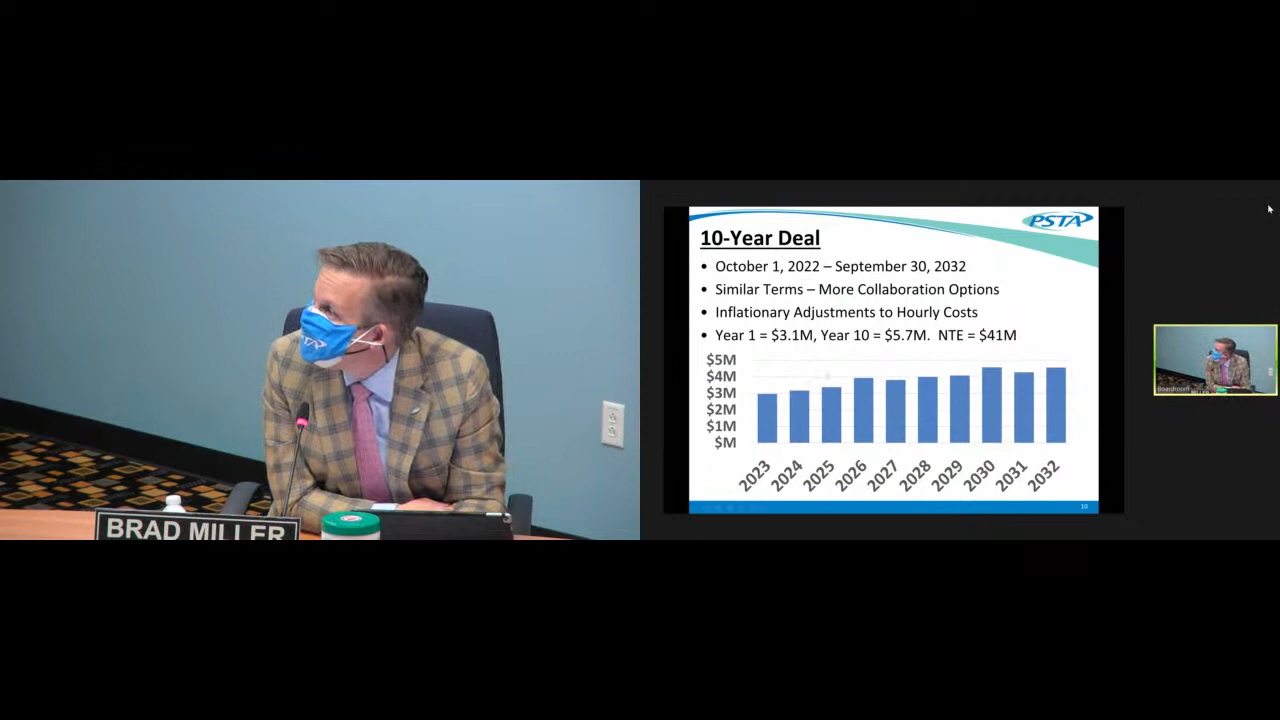 BRAD MILLER
PSTA
10-Year Deal
• October 1, 2022 – September 30, 2032
• Similar Terms – More Collaboration Options
• Inflationary Adjustments to Hourly Costs
• Year 1 = $3.1M, Year 10 = $5.7M.  NTE = $41M
$5M
$4M
$3M
$2M
$1M
$M
2023 2024 2025 2026 2027 2028 2029 2030 2031 2032
10
Boardroom